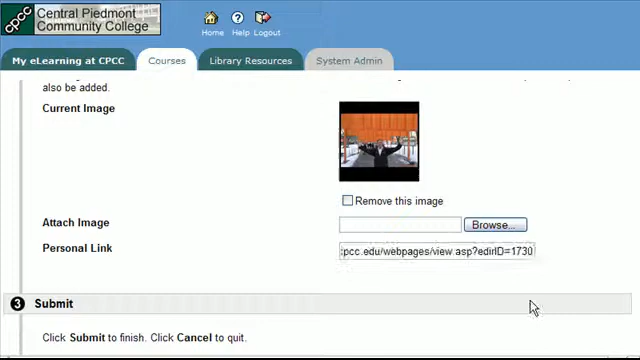 cpcc
Central Piedmont
Community College
Home
Help
Logout
My eLearning at CPCC
Courses
Library Resources
System Admin
also be added.
Current Image
Remove this image
Attach Image
Browse...
Personal Link
:pcc.edu/webpages/view.asp?edirID=1730
3 Submit
Click Submit to finish. Click Cancel to quit.